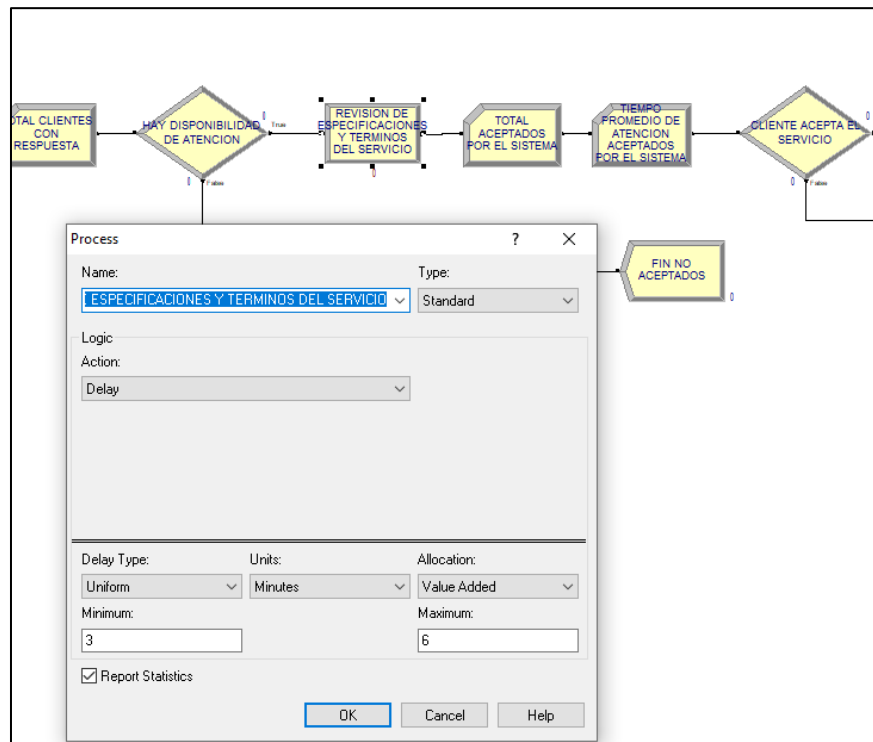 OTAL CLIENTES
CON
RESPUESTA
HAY DISPONIBILIDAD
DE ATENCION
0
True
0
False
REVISION DE
ESPECIFICACIONES
Y TERMINOS
DEL SERVICIO
0
TOTAL
ACEPTADOS
POR EL SISTEMA
TIEMPO
PROMEDIO DE
ATENCION
ACEPTADOS
POR EL SISTEMA
CLIENTE ACEPTA EL
SERVICIO
0
0
False
FIN NO
ACEPTADOS
0
Process
?
Name:
Type:
ESPECIFICACIONES Y TERMINOS DEL SERVICIO
Standard
Logic
Action:
Delay
Delay Type:
Units:
Allocation:
Uniform
Minutes
Value Added
Minimum:
Maximum:
3
6
Report Statistics
OK
Cancel
Help